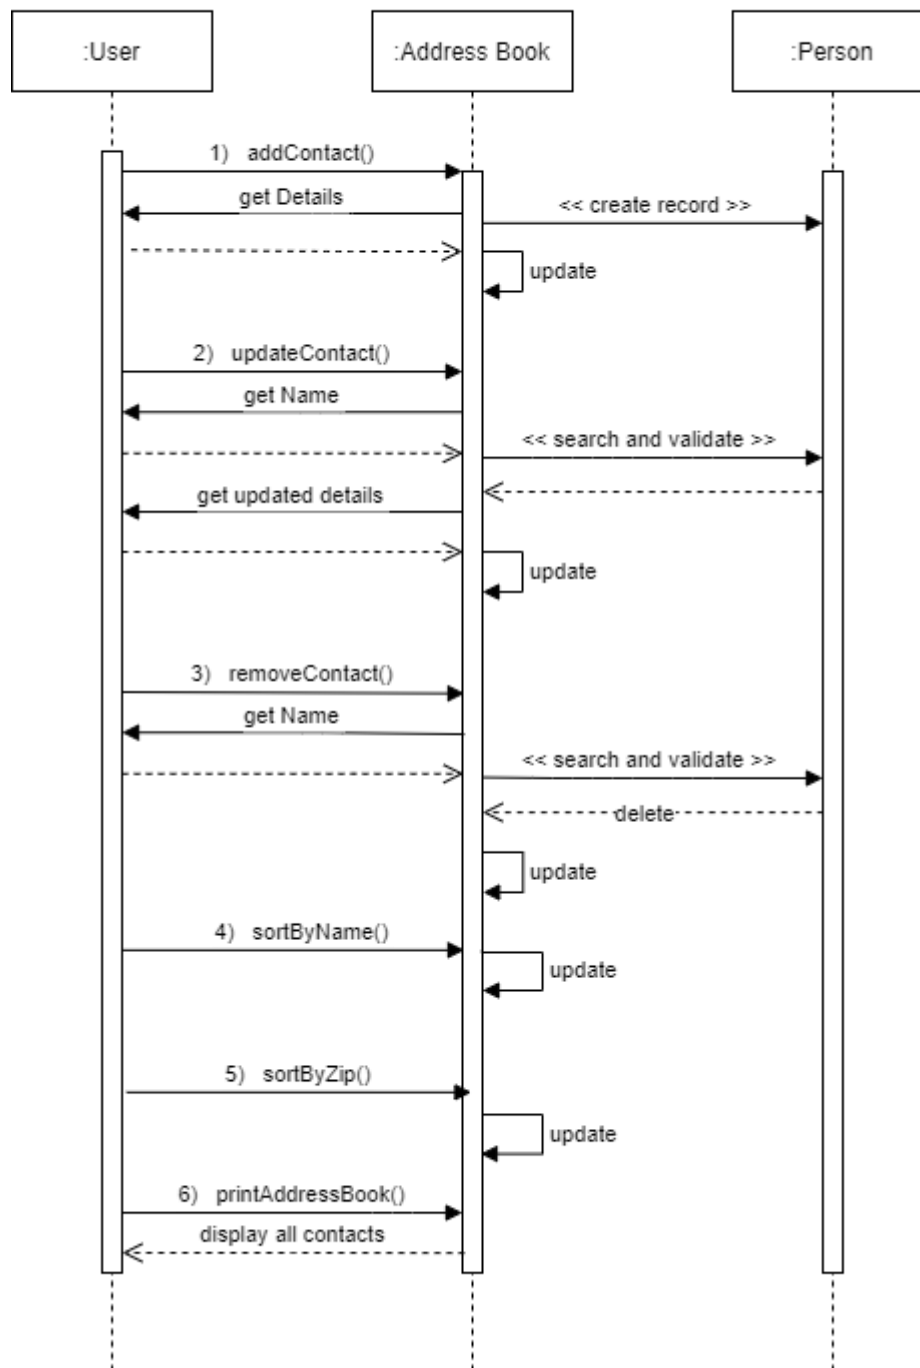 :User
:Address Book
:Person
1) addContact()
get Details
<< create record >>
update
2) updateContact()
get Name
<< search and validate >>
get updated details
update
3) removeContact()
get Name
<< search and validate >>
delete
update
4) sortByName()
update
5) sortByZip()
update
6) printAddressBook()
display all contacts